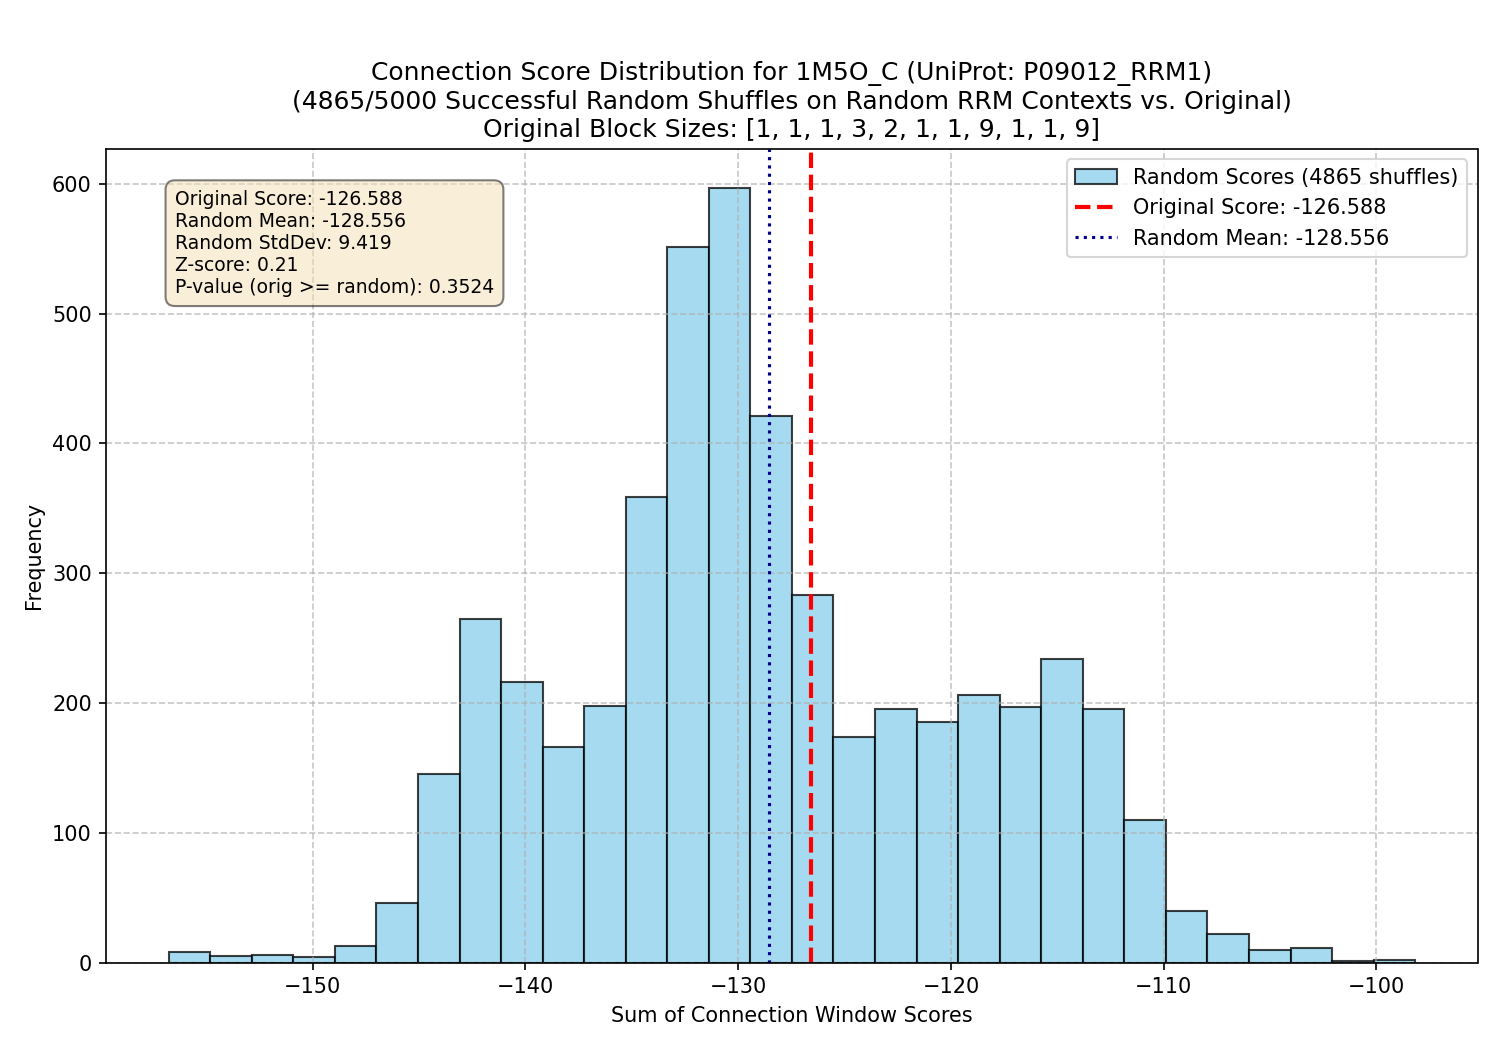 Connection Score Distribution for 1M5O_C (UniProt: P09012_RRM1)
(4865/5000 Successful Random Shuffles on Random RRM Contexts vs. Original)
Original Block Sizes: [1, 1, 1, 3, 2, 1, 1, 9, 1, 1, 9]
Original Score: -126.588
Random Mean: -128.556
Random StdDev: 9.419
Z-score: 0.21
P-value (orig >= random): 0.3524
Random Scores (4865 shuffles)
Original Score: -126.588
Random Mean: -128.556
Frequency
600
500
400
300
200
100
0
−150
−140
−130
−120
−110
−100
Sum of Connection Window Scores